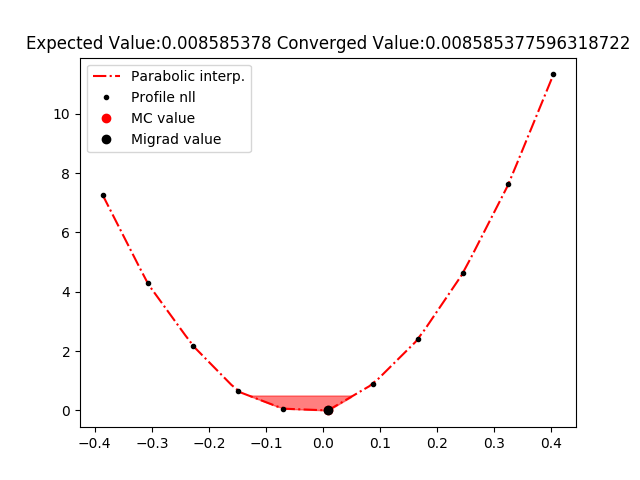 Expected Value:0.008585378 Converged Value:0.008585377596318722
Parabolic interp.
Profile nll
MC value
Migrad value
10
8
6
4
2
0
−0.4 −0.3 −0.2 −0.1 0.0 0.1 0.2 0.3 0.4